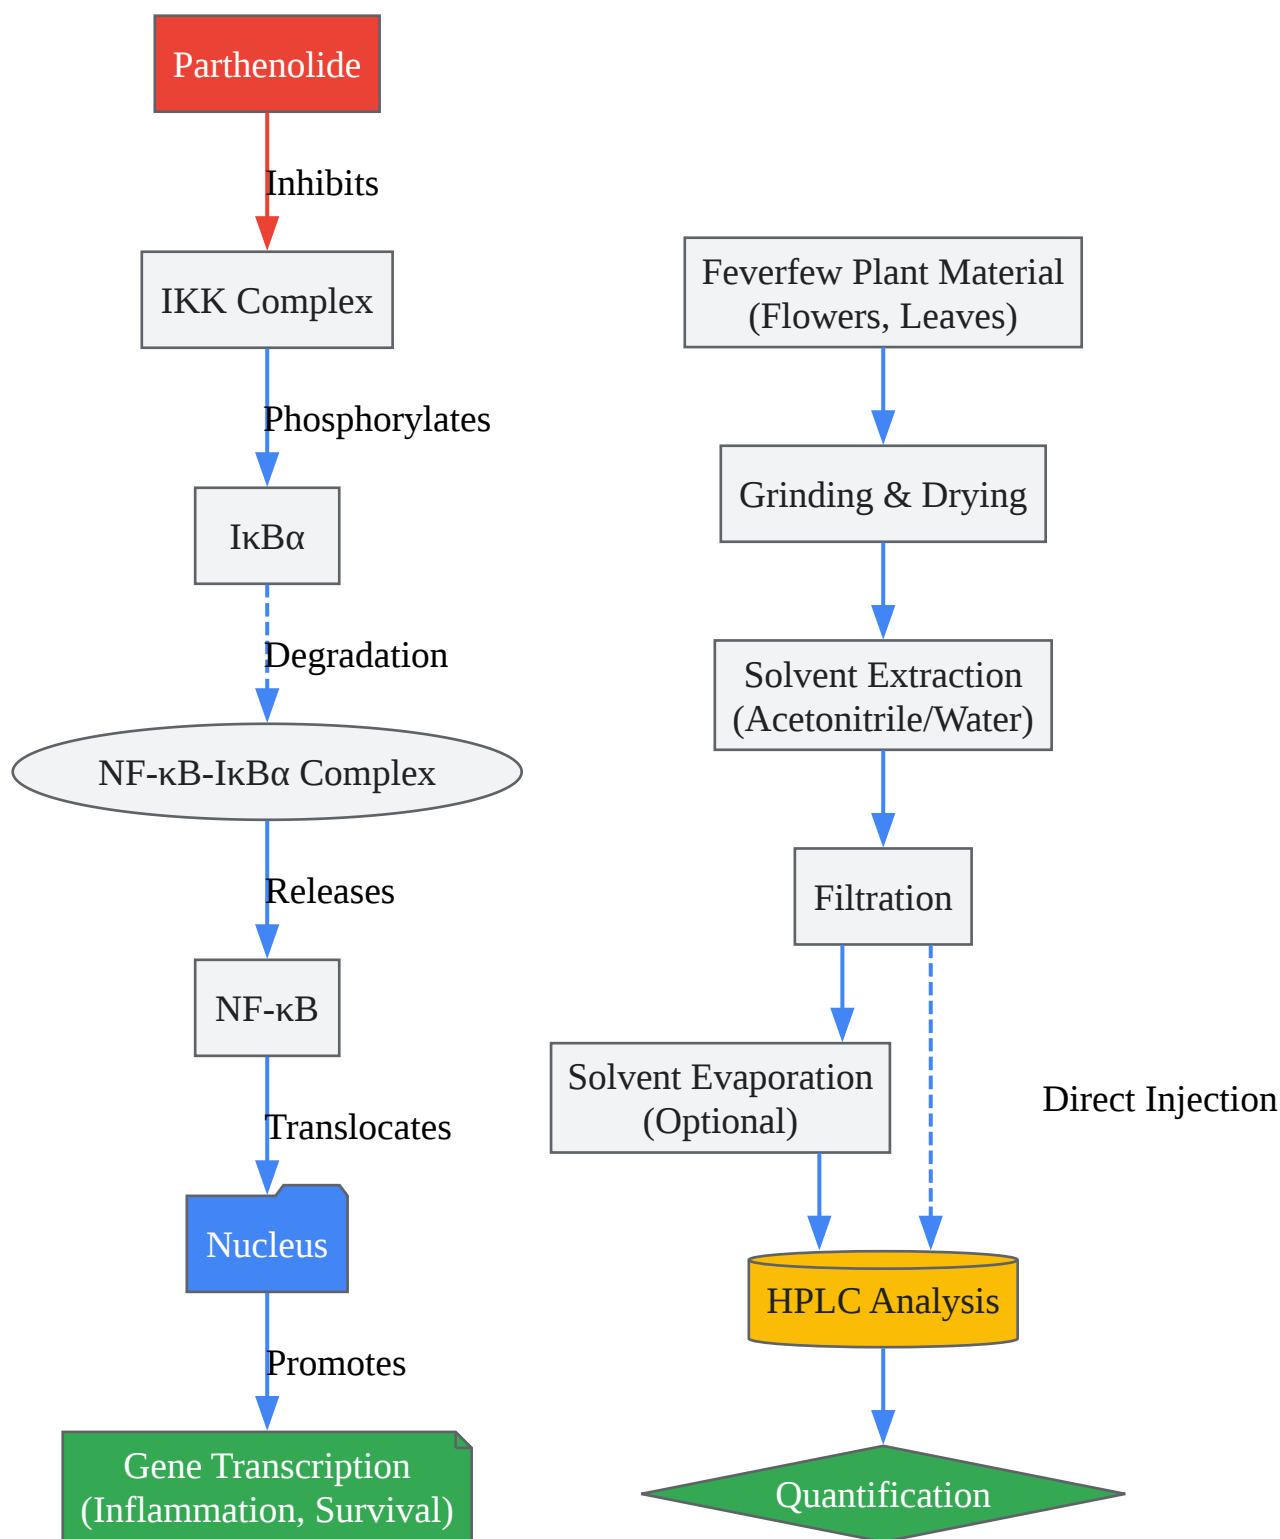 Parthenolide
Inhibits
IKK Complex
Phosphorylates
IκBα
Degradation
NF-κB-IκBα Complex
Releases
NF-κB
Translocates
Nucleus
Promotes
Gene Transcription
(Inflammation, Survival)
Feverfew Plant Material
(Flowers, Leaves)
Grinding & Drying
Solvent Extraction
(Acetonitrile/Water)
Filtration
Solvent Evaporation
(Optional)
Direct Injection
HPLC Analysis
Quantification